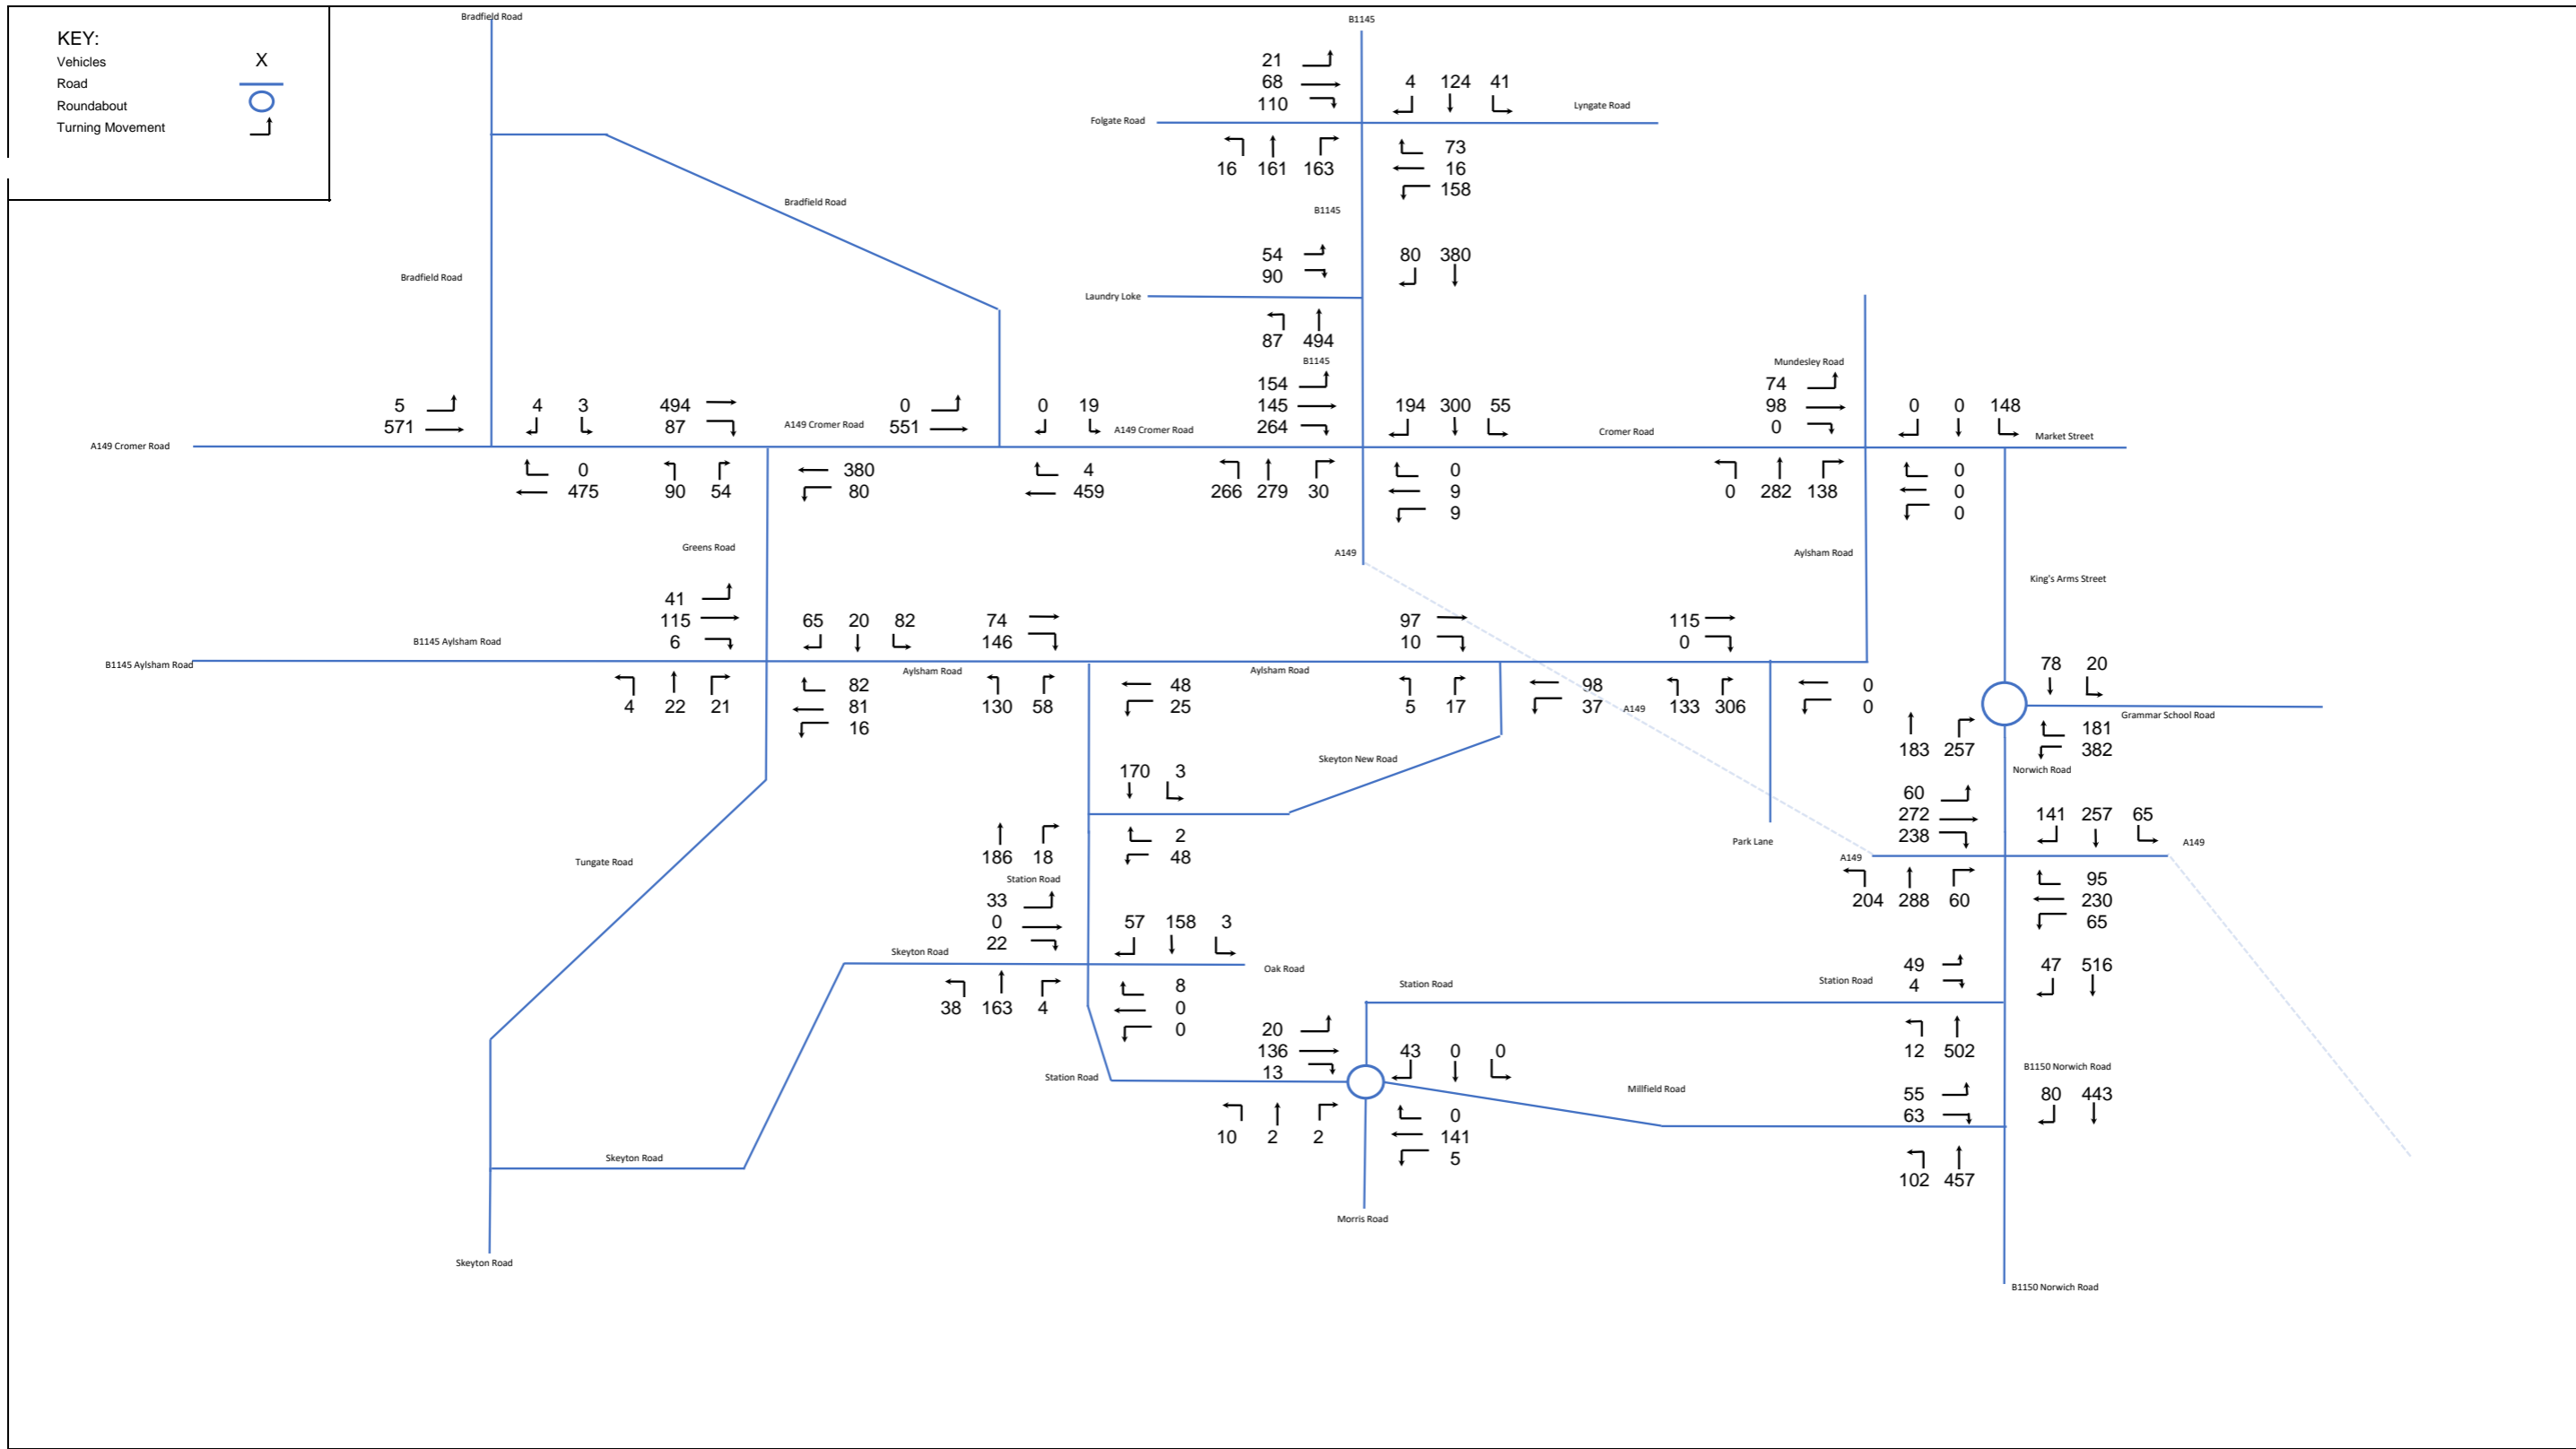 Bradfield Road
B1145
KEY:
Vehicles X
Road
Roundabout
Turning Movement
21
68 4 124 41
110 Lyngate Road
Folgate Road
73
16 161 163 16
158
Bradfield Road
B1145
54 80 380
90
Bradfield Road
Laundry Loke
87 494
B1145 Mundesley Road
154 74
5 4 3 494 0 0 19 145 194 300 55 98 0 0 148
571 87 A149 Cromer Road 551 A149 Cromer Road 264 Cromer Road 0 Market Street
A149 Cromer Road
0 380 4 0 0
475 90 54 80 459 266 279 30 9 0 282 138 0
9 0
Greens Road A149 Aylsham Road
King's Arms Street
41
115 65 20 82 74 97 115
6 146 10 0
B1145 Aylsham Road
B1145 Aylsham Road Aylsham Road Aylsham Road 78 20
82 48 98 0
4 22 21 81 130 58 25 5 17 37 A149 133 306 0 Grammar School Road
16 181
183 257 382
Skeyton New Road Norwich Road
170 3 60
272 141 257 65
2 238
186 18 48 Park Lane A149 A149
Tungate Road
Station Road 95
33 204 288 60 230
0 57 158 3 65
22
Skeyton Road Oak Road 49 47 516
Station Road Station Road 4
8
38 163 4 0
20 0
136 43 0 0 12 502
13
Station Road Millfield Road B1150 Norwich Road
55 80 443
0 63
10 2 2 141
Skeyton Road 5
102 457
Morris Road
Skeyton Road
B1150 Norwich Road